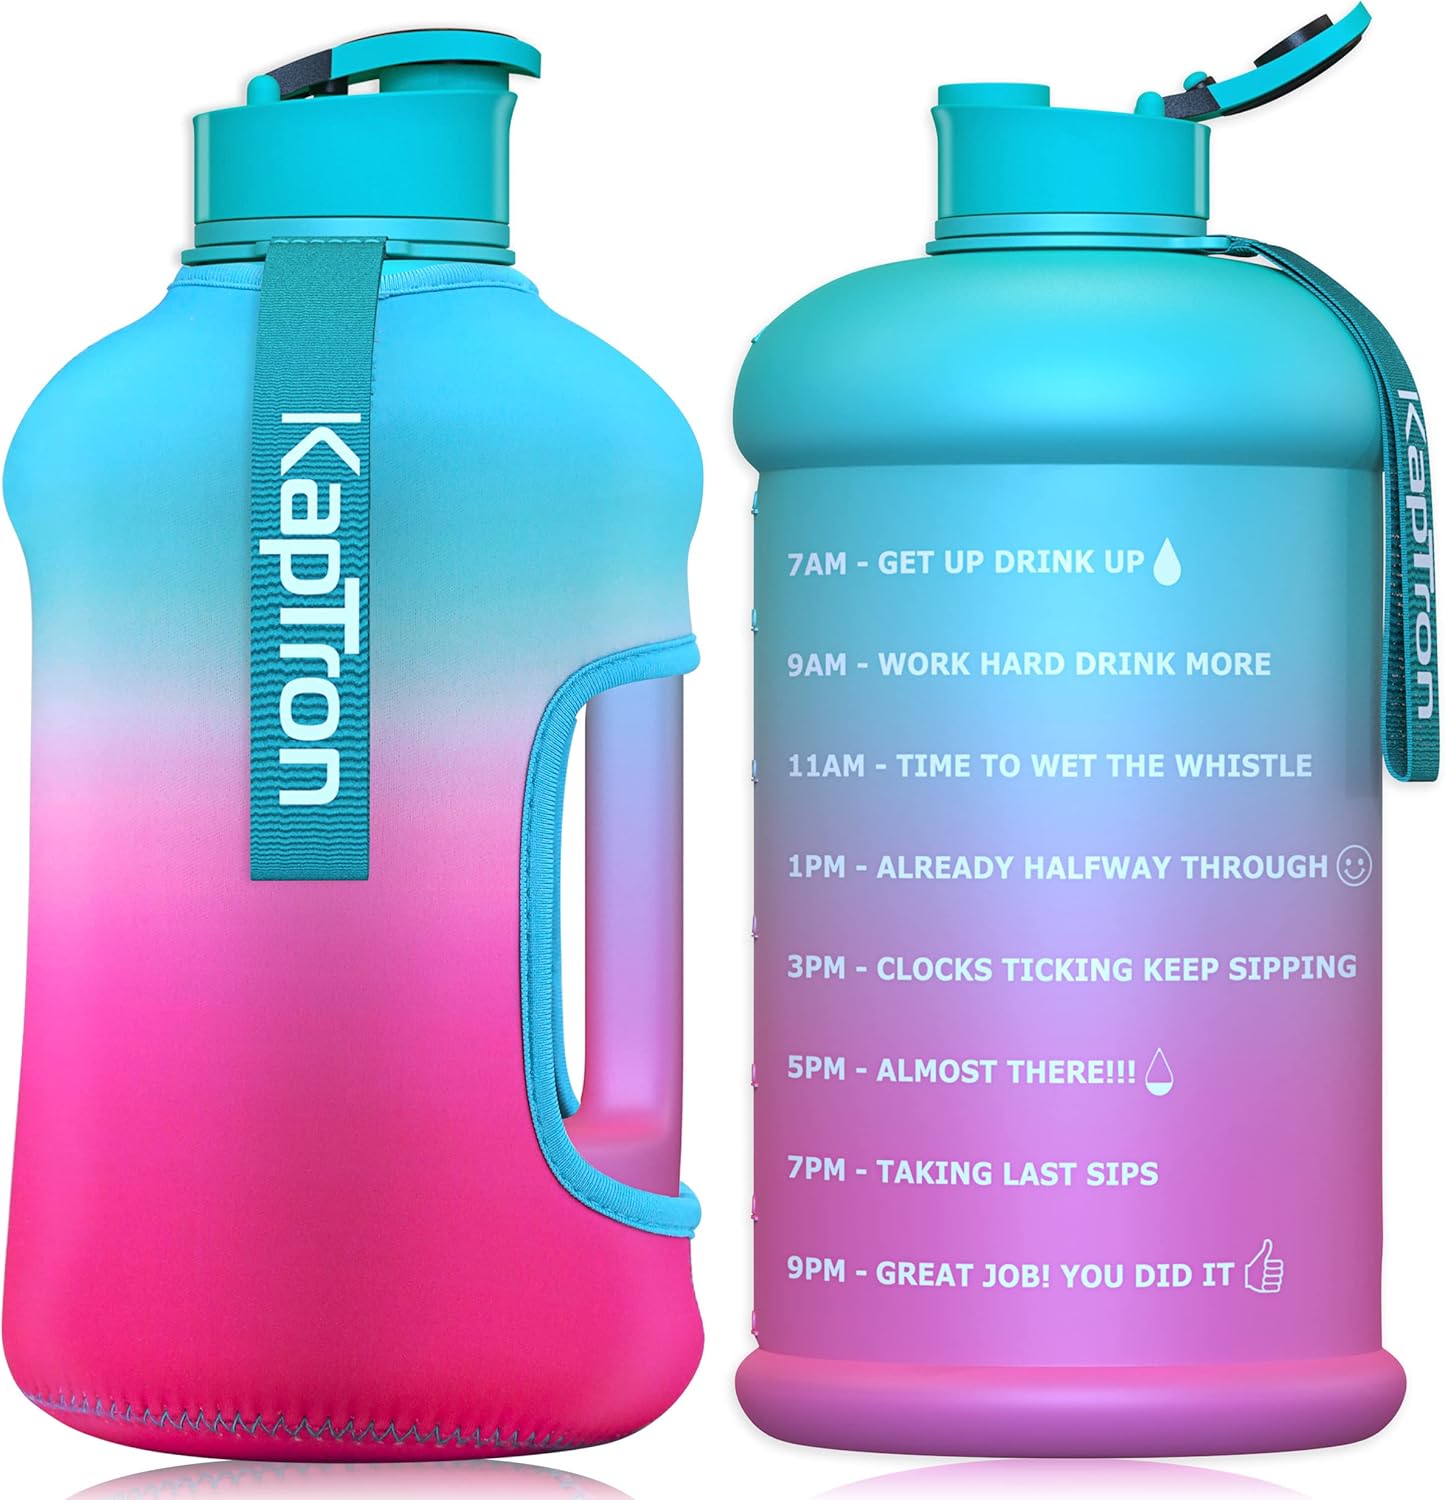 KapTron
KapTron
7AM - GET UP DRINK UP
9AM - WORK HARD DRINK MORE
11AM - TIME TO WET THE WHISTLE
1PM - ALREADY HALFWAY THROUGH
3PM - CLOCKS TICKING KEEP SIPPING
5PM - ALMOST THERE!!!
7PM - TAKING LAST SIPS
9PM - GREAT JOB! YOU DID IT